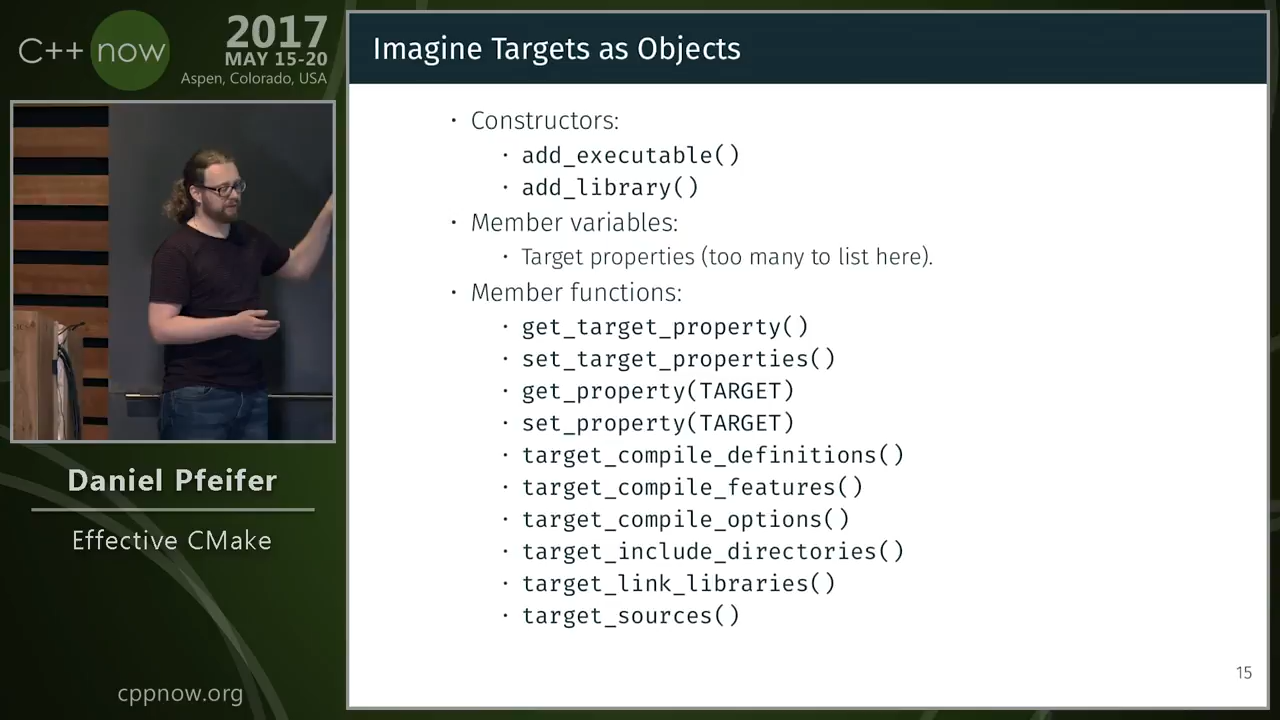 C++ now
2017
MAY 15-20
Aspen, Colorado, USA
Daniel Pfeifer
Effective CMake
cppnow.org
Imagine Targets as Objects
· Constructors:
· add_executable()
· add_library()
· Member variables:
· Target properties (too many to list here).
· Member functions:
· get_target_property()
· set_target_properties()
· get_property(TARGET)
· set_property(TARGET)
· target_compile_definitions()
· target_compile_features()
· target_compile_options()
· target_include_directories()
· target_link_libraries()
· target_sources()
15